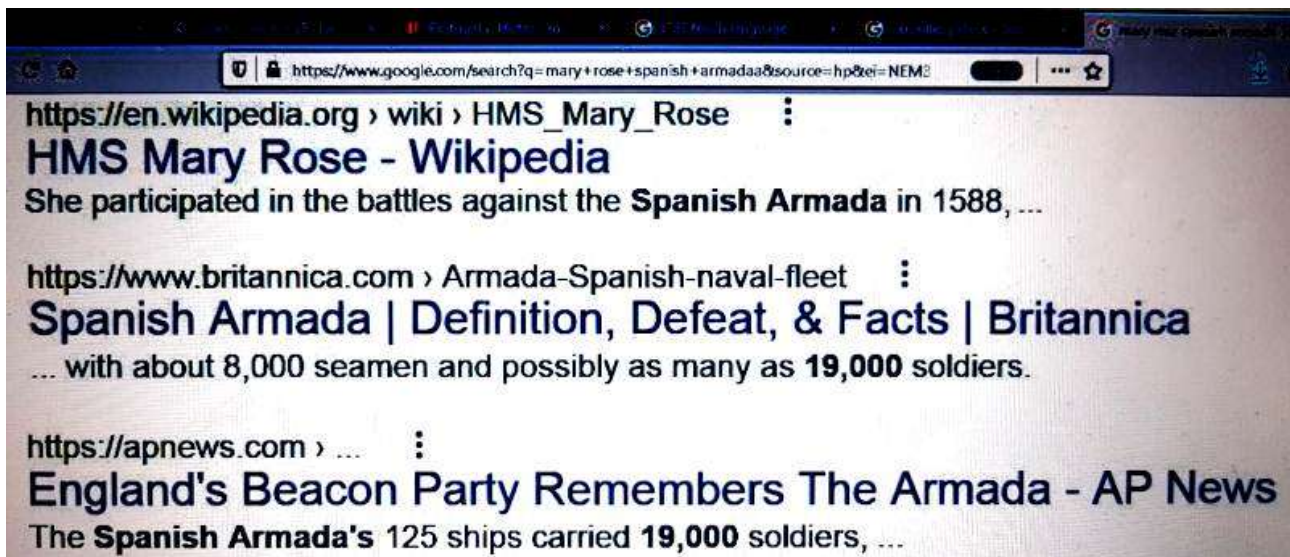 https://www.google.com/search?q=mary+rose+spanish+armadaa&source=hp&ei=NEM3
https://en.wikipedia.org › wiki › HMS_Mary_Rose
HMS Mary Rose - Wikipedia
She participated in the battles against the Spanish Armada in 1588, ...
https://www.britannica.com › Armada-Spanish-naval-fleet
Spanish Armada | Definition, Defeat, & Facts | Britannica
... with about 8,000 seamen and possibly as many as 19,000 soldiers.
https://apnews.com › ...
England's Beacon Party Remembers The Armada - AP News
The Spanish Armada's 125 ships carried 19,000 soldiers, ...